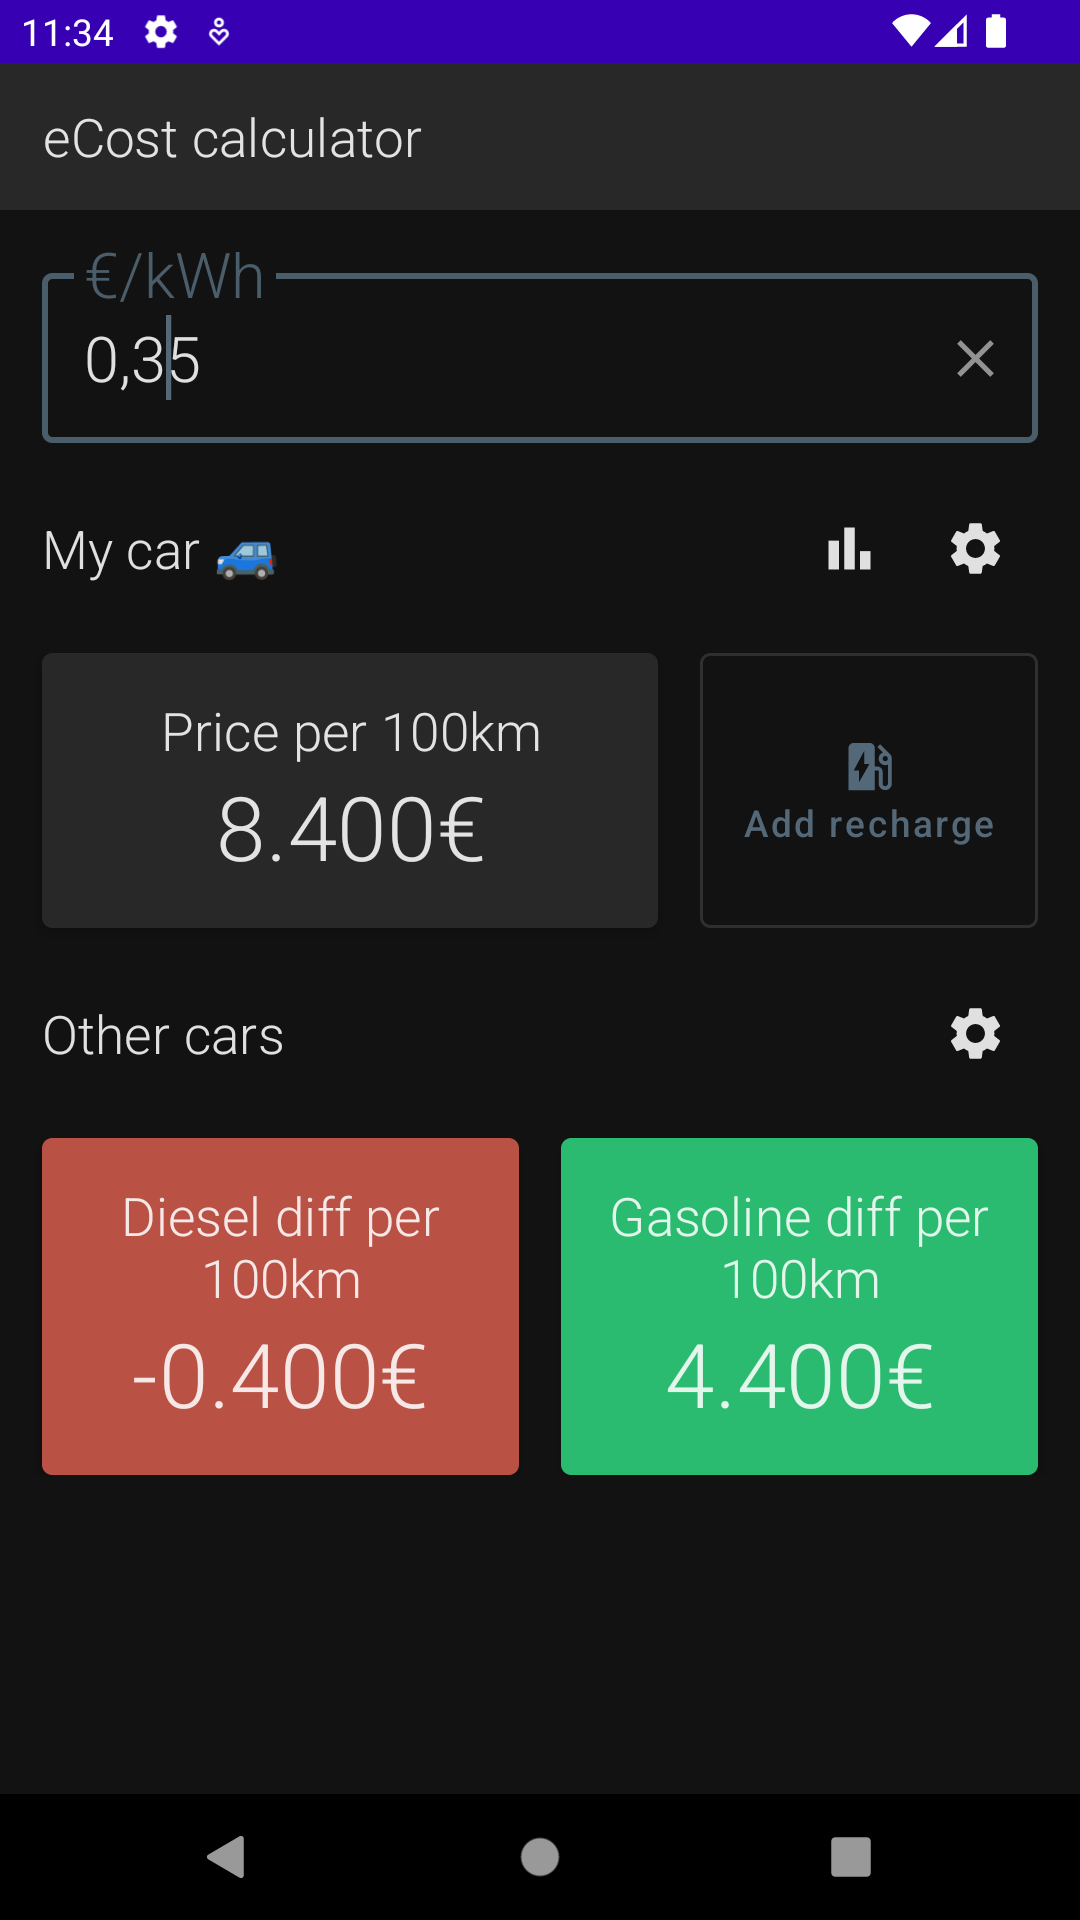 11:34
eCost calculator
€/kWh
0,35
My car
Price per 100km
8.400€
Add recharge
Other cars
Diesel diff per
100km
-0.400€
Gasoline diff per
100km
4.400€